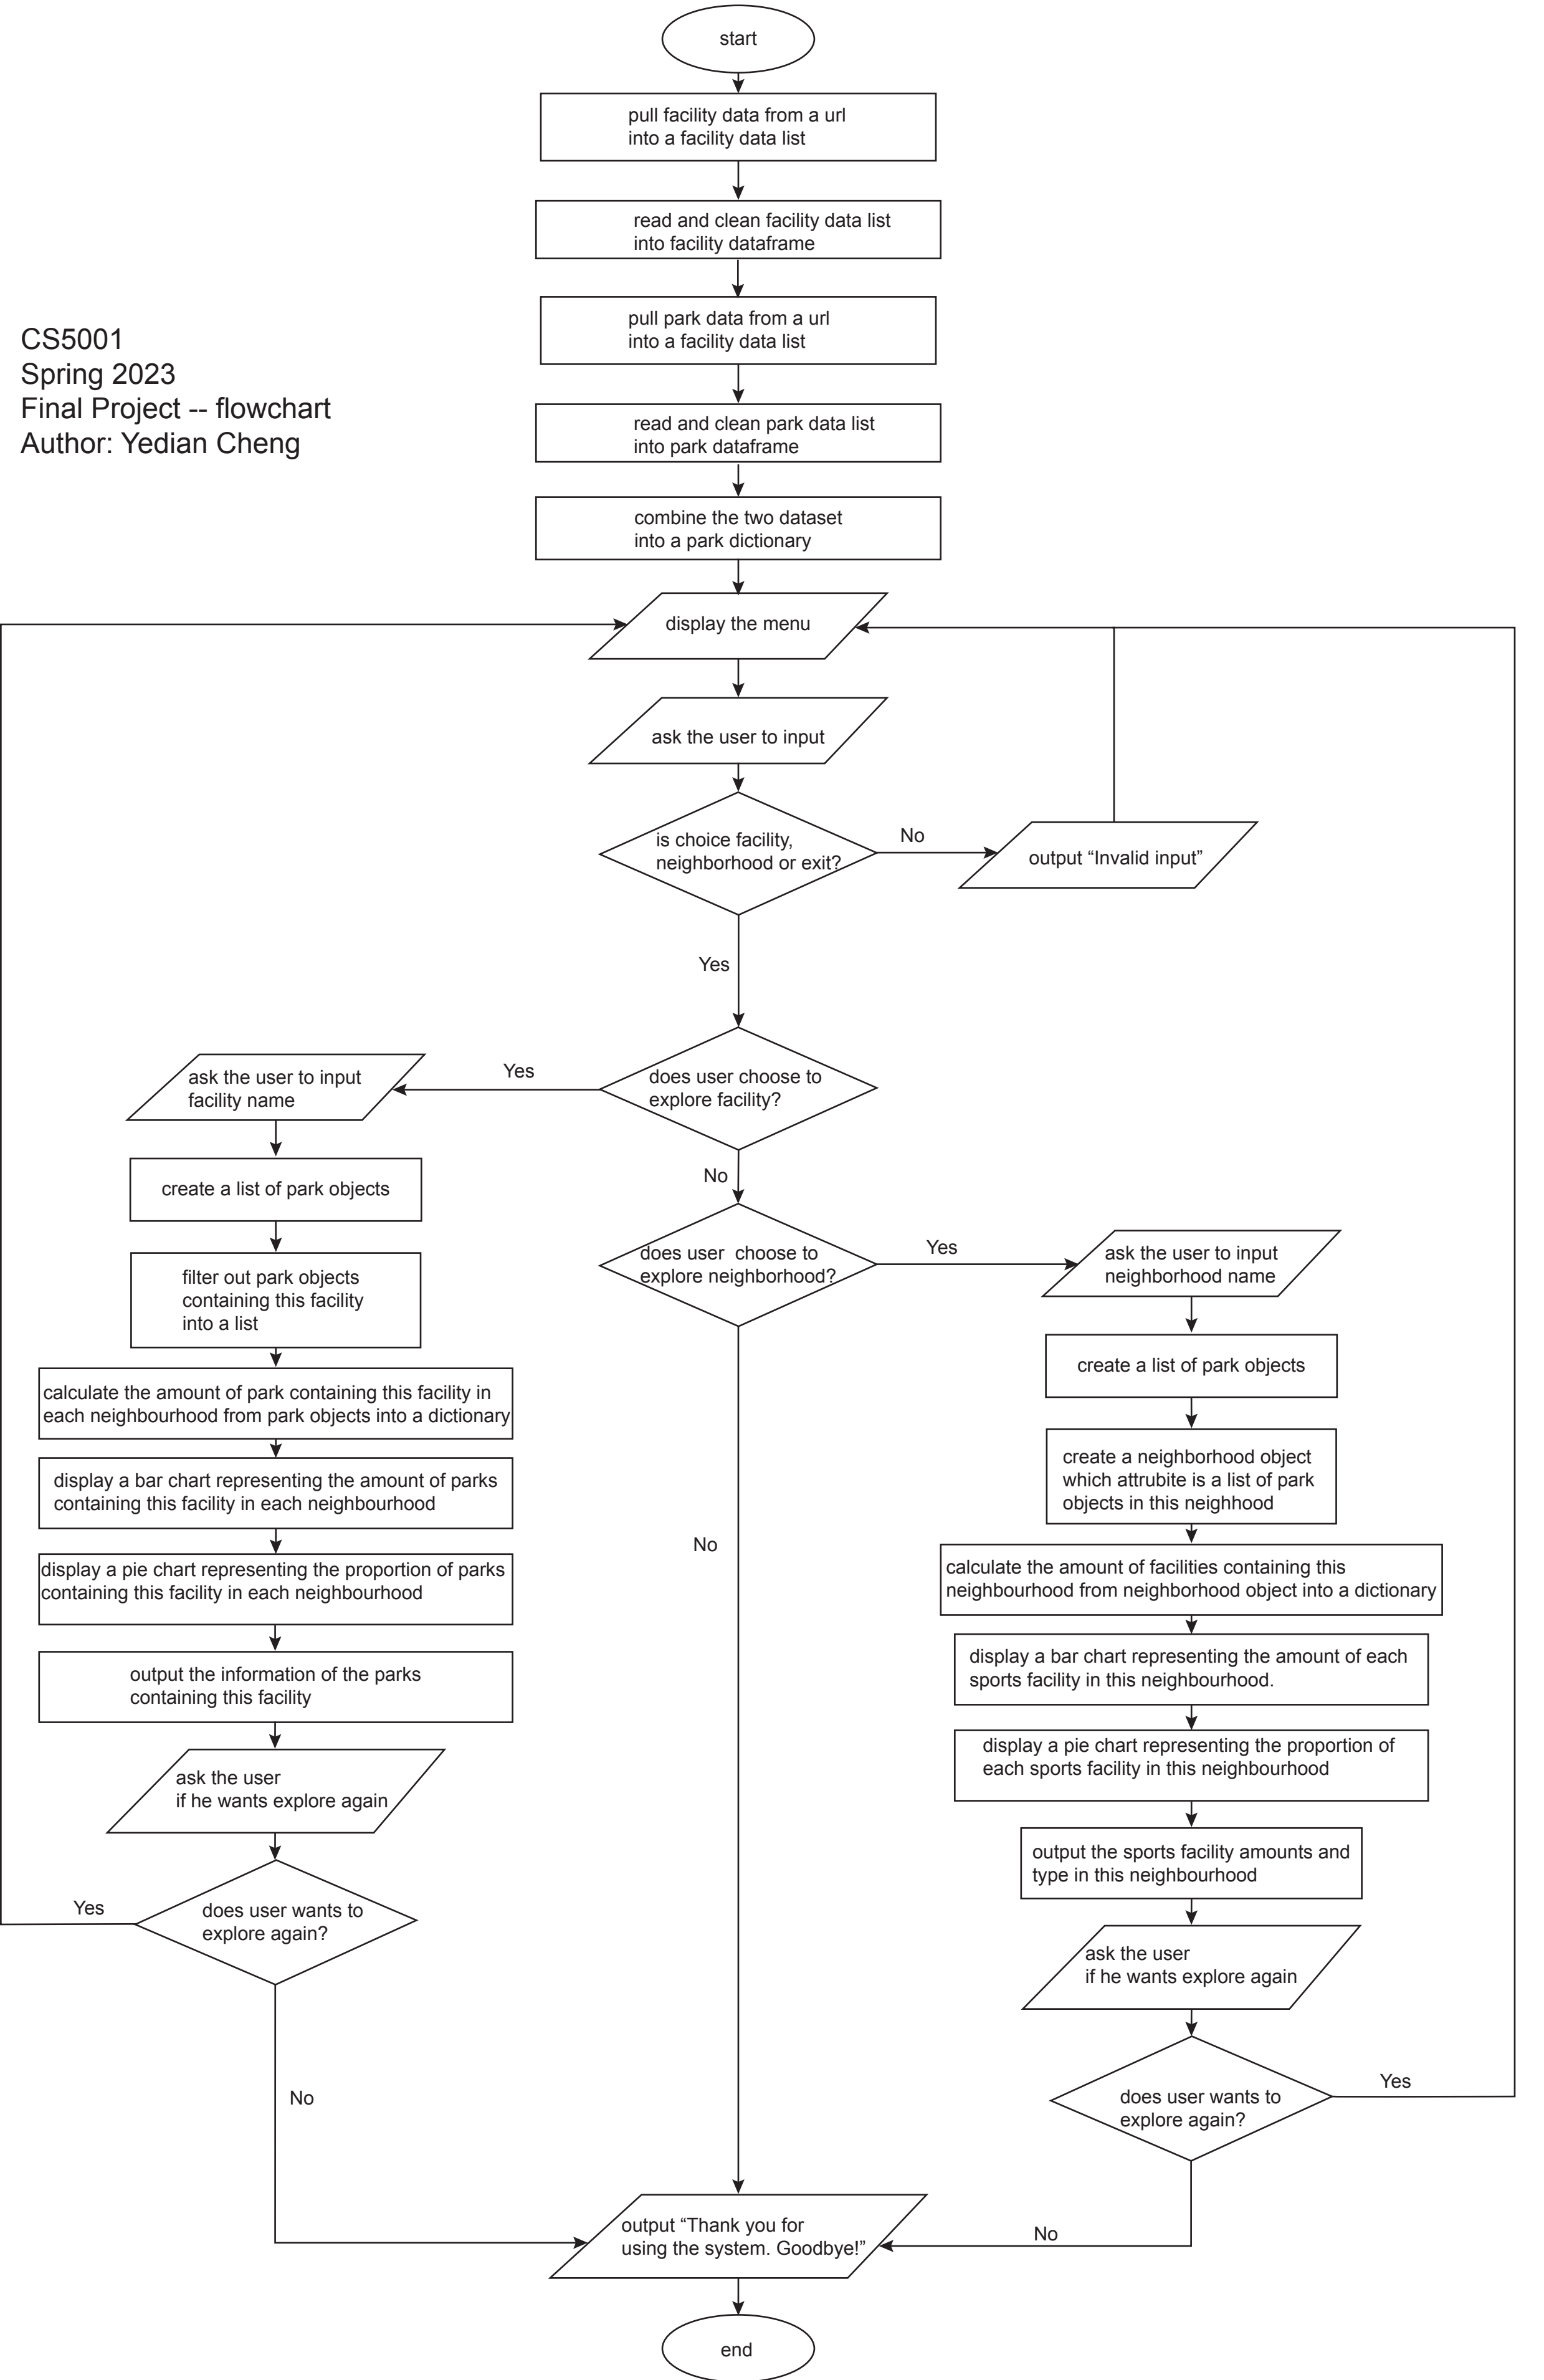 start
pull facility data from a url
into a facility data list
read and clean facility data list
into facility dataframe
pull park data from a url
into a facility data list
CS5001
Spring 2023
Final Project -- flowchart
Author: Yedian Cheng
read and clean park data list
into park dataframe
combine the two dataset
into a park dictionary
display the menu
ask the user to input
is choice facility,
neighborhood or exit?
No
output “Invalid input”
Yes
does user choose to
explore facility?
Yes
ask the user to input
facility name
create a list of park objects
filter out park objects
containing this facility
into a list
calculate the amount of park containing this facility in
each neighbourhood from park objects into a dictionary
display a bar chart representing the amount of parks
containing this facility in each neighbourhood
display a pie chart representing the proportion of parks
containing this facility in each neighbourhood
output the information of the parks
containing this facility
ask the user
if he wants explore again
does user wants to
explore again?
Yes
No
No
does user  choose to
explore neighborhood?
Yes
ask the user to input
neighborhood name
create a list of park objects
create a neighborhood object
which attrubite is a list of park
objects in this neighhood
calculate the amount of facilities containing this
neighbourhood from neighborhood object into a dictionary
display a bar chart representing the amount of each
sports facility in this neighbourhood.
display a pie chart representing the proportion of
each sports facility in this neighbourhood
output the sports facility amounts and
type in this neighbourhood
ask the user
if he wants explore again
does user wants to
explore again?
Yes
No
No
output “Thank you for
using the system. Goodbye!”
end